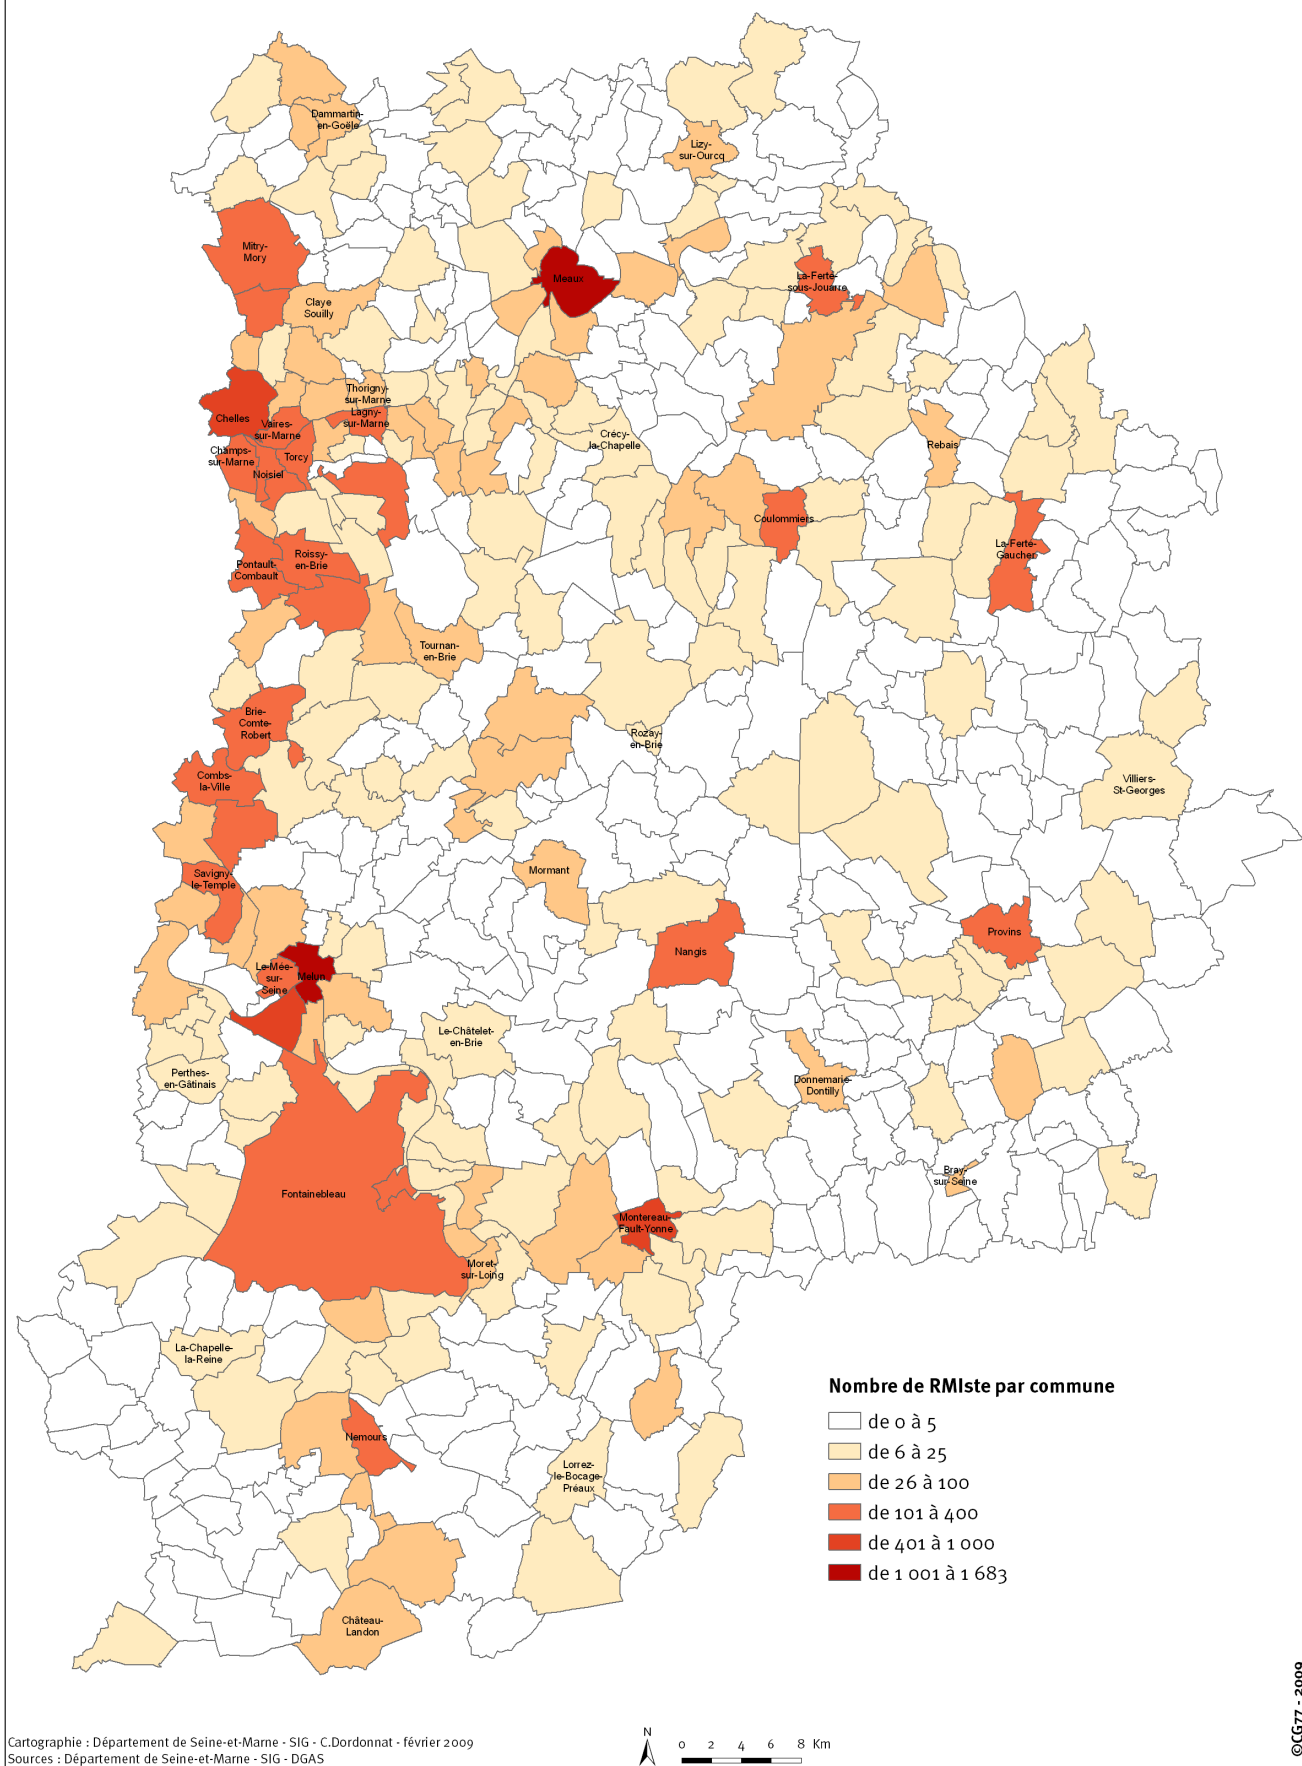 Dammartin-
en-Goële
Lizy-
sur-Ourcq
Mitry-
Mory
Meaux
La-Ferté-
sous-Jouarre
Claye
Souilly
Thorigny-
sur-Marne
Lagny-
sur-Marne
Chelles
Vaires-
sur-Marne
Crécy-
la-Chapelle
Rebais
Champs-
sur-Marne
Torcy
Noisiel
Coulommiers
La-Ferté-
Gaucher
Roissy-
en-Brie
Pontault-
Combault
Tournan-
en-Brie
Brie-
Comte-
Robert
Rozay-
en-Brie
Combs-
la-Ville
Villiers-
St-Georges
Mormant
Savigny-
le-Temple
Provins
Nangis
Le-Mée-
sur-
Seine
Melun
Le-Châtelet-
en-Brie
Perthes-
en-Gâtinais
Donnemarie-
Dontilly
Bray-
sur-Seine
Fontainebleau
Montereau-
Fault-Yonne
Moret-
sur-Loing
La-Chapelle-
la-Reine
Nemours
Lorrez-
le-Bocage-
Préaux
Château-
Landon
Nombre de RMIste par commune
de 0 à 5
de 6 à 25
de 26 à 100
de 101 à 400
de 401 à 1 000
de 1 001 à 1 683
©CG77 - 2009
N
0 2 4 6 8 Km
Cartographie : Département de Seine-et-Marne - SIG - C.Dordonnat - février 2009
Sources : Département de Seine-et-Marne - SIG - DGAS